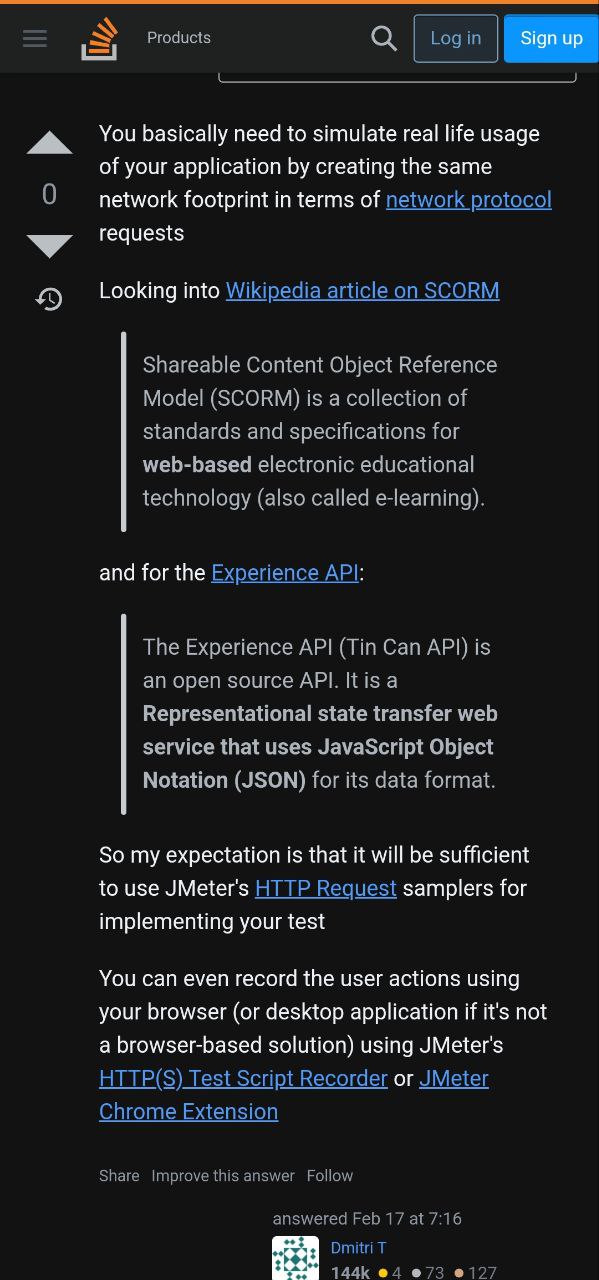 Products
Log in
Sign up
You basically need to simulate real life usage
of your application by creating the same
network footprint in terms of network protocol
requests
0
Looking into Wikipedia article on SCORM
Shareable Content Object Reference
Model (SCORM) is a collection of
standards and specifications for
web-based electronic educational
technology (also called e-learning).
and for the Experience API:
The Experience API (Tin Can API) is
an open source API. It is a
Representational state transfer web
service that uses JavaScript Object
Notation (JSON) for its data format.
So my expectation is that it will be sufficient
to use JMeter's HTTP Request samplers for
implementing your test
You can even record the user actions using
your browser (or desktop application if it's not
a browser-based solution) using JMeter's
HTTP(S) Test Script Recorder or JMeter
Chrome Extension
Share Improve this answer Follow
answered Feb 17 at 7:16
Dmitri T
144k 4 73 127